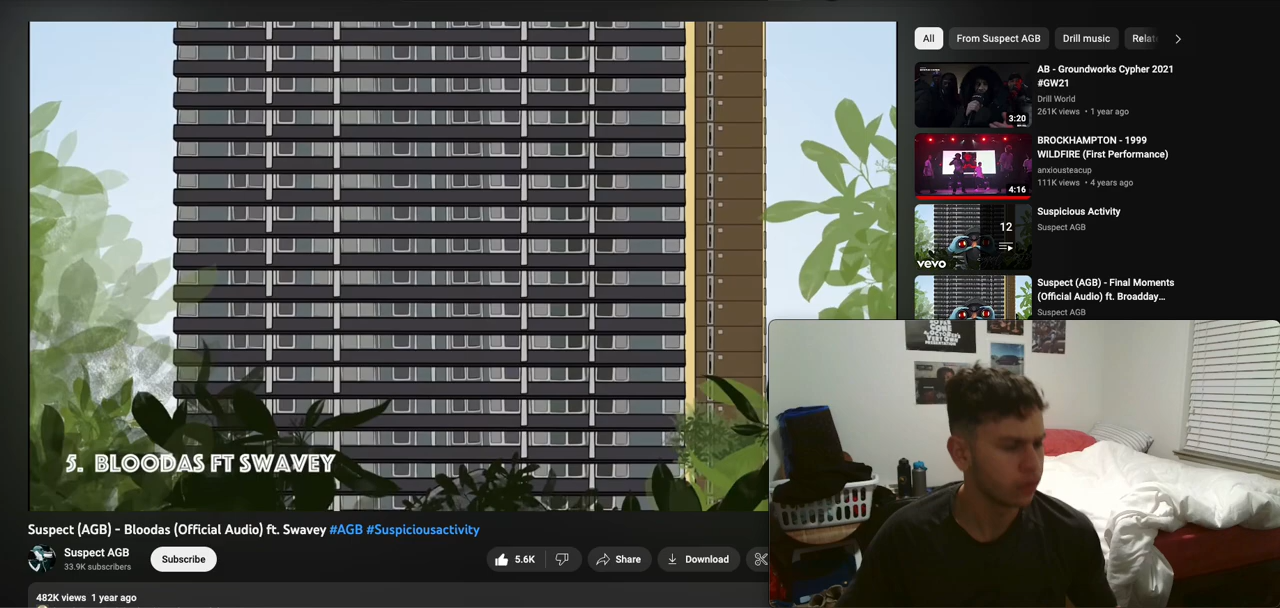 5. BLOODAS FT SWAVEY
Suspect (AGB) - Bloodas (Official Audio) ft. Swavey #AGB #Suspiciousactivity
Suspect AGB
33.9K subscribers
Subscribe
5.6K
Share
Download
482K views 1 year ago
All
From Suspect AGB
Drill music
Relat
AB - Groundworks Cypher 2021
#GW21
Drill World
261K views • 1 year ago
3:20
BROCKHAMPTON - 1999
WILDFIRE (First Performance)
anxiousteacup
111K views • 4 years ago
4:16
Suspicious Activity
Suspect AGB
12
vevo
Suspect (AGB) - Final Moments
(Official Audio) ft. Broadday...
Suspect AGB